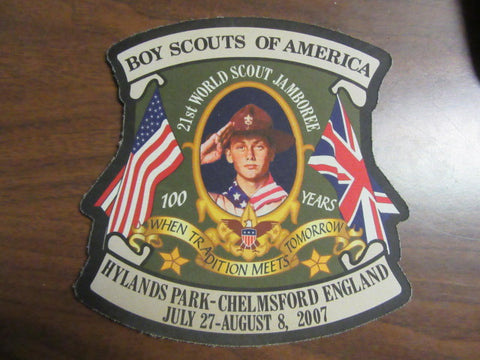 BOY SCOUTS OF AMERICA
21st WORLD SCOUT JAMBOREE
100 YEARS
WHEN TRADITION MEETS TOMORROW
HYLANDS PARK-CHELMSFORD ENGLAND
JULY 27-AUGUST 8, 2007